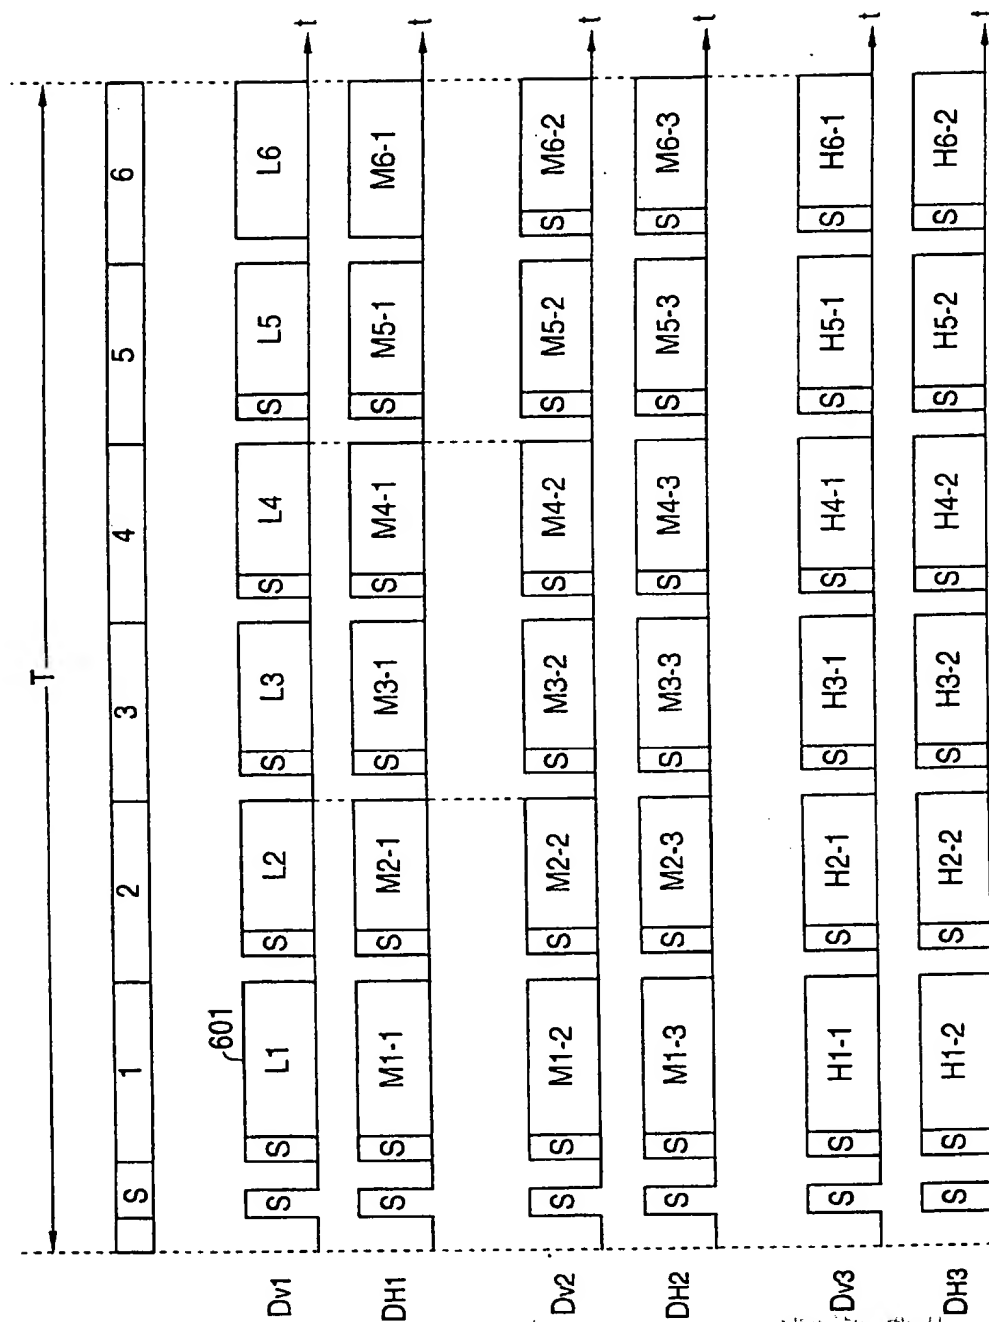 T
S 1 2 3 4 5 6
601
Dv1 S S L1 S L2 S L3 S L4 S L5 L6 t
DH1 S S M1-1 S M2-1 S M3-1 S M4-1 S M5-1 M6-1 t
Dv2 S S M1-2 S M2-2 S M3-2 S M4-2 S M5-2 S M6-2 t
DH2 S S M1-3 S M2-3 S M3-3 S M4-3 S M5-3 S M6-3 t
Dv3 S S H1-1 S H2-1 S H3-1 S H4-1 S H5-1 S H6-1 t
DH3 S S H1-2 S H2-2 S H3-2 S H4-2 S H5-2 S H6-2 t